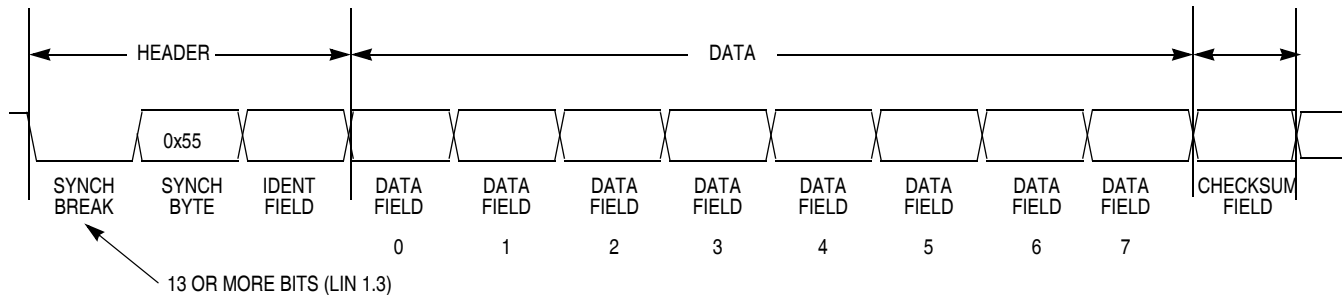 HEADER
DATA
0x55
SYNCH BREAK
SYNCH BYTE
IDENT FIELD
DATA FIELD 0
DATA FIELD 1
DATA FIELD 2
DATA FIELD 3
DATA FIELD 4
DATA FIELD 5
DATA FIELD 6
DATA FIELD 7
CHECKSUM FIELD
13 OR MORE BITS (LIN 1.3)